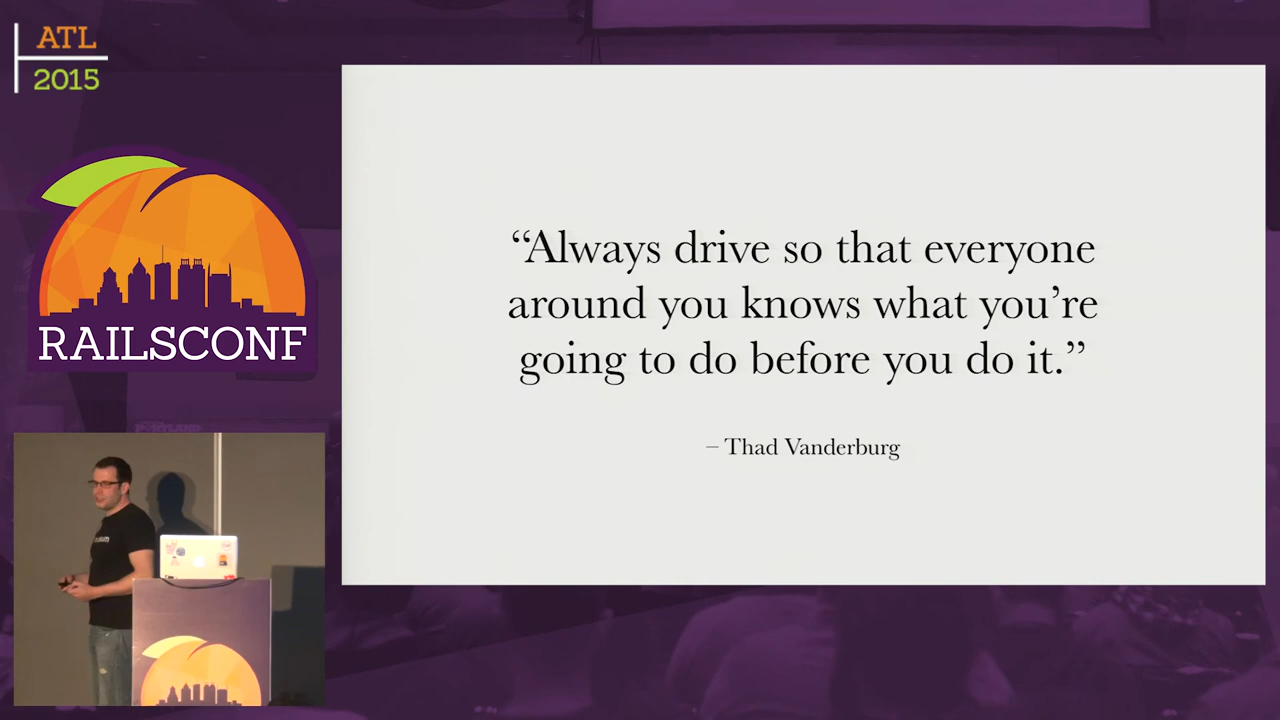 ATL
2015
RAILSCONF
“Always drive so that everyone
around you knows what you’re
going to do before you do it.”
– Thad Vanderburg